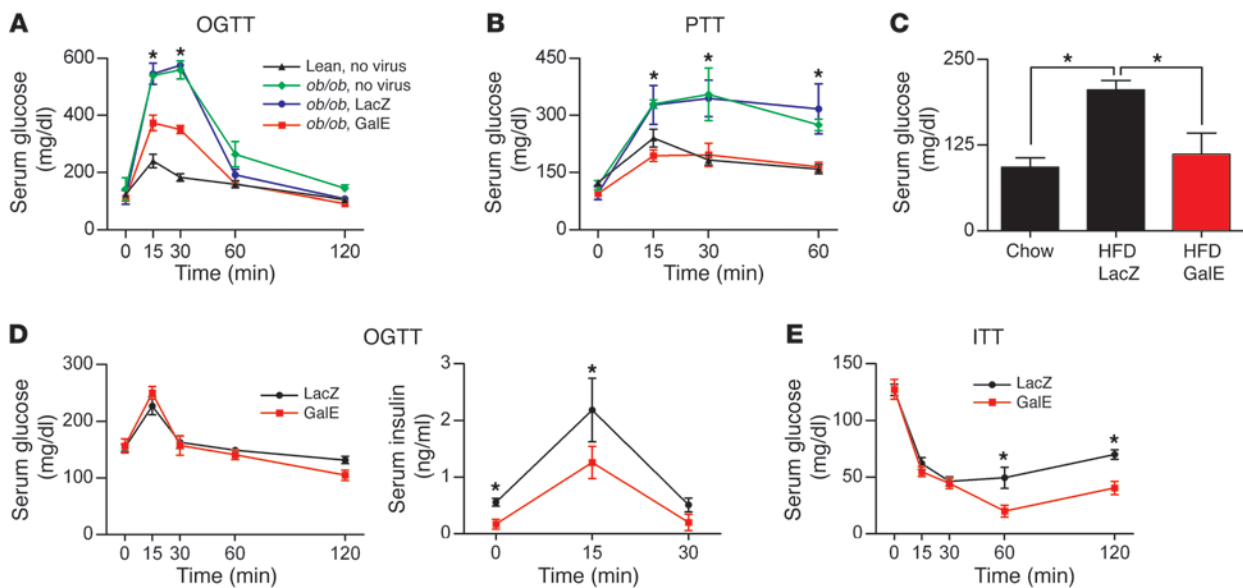 A
OGTT
Serum glucose
(mg/dl)
600
400
200
0
*
*
0
15
30
60
120
Time (min)
Lean, no virus
ob/ob, no virus
ob/ob, LacZ
ob/ob, GalE
B
PTT
Serum glucose
(mg/dl)
450
300
150
0
*
*
*
0
15
30
60
Time (min)
C
Serum glucose
(mg/dl)
250
125
0
*
*
Chow
HFD
LacZ
HFD
GalE
D
OGTT
Serum glucose
(mg/dl)
300
200
100
0
LacZ
GalE
0
15
30
60
120
Time (min)
Serum insulin
(ng/ml)
3
2
1
0
*
*
0
15
30
Time (min)
E
ITT
Serum glucose
(mg/dl)
150
100
50
0
LacZ
GalE
*
*
0
15
30
60
120
Time (min)